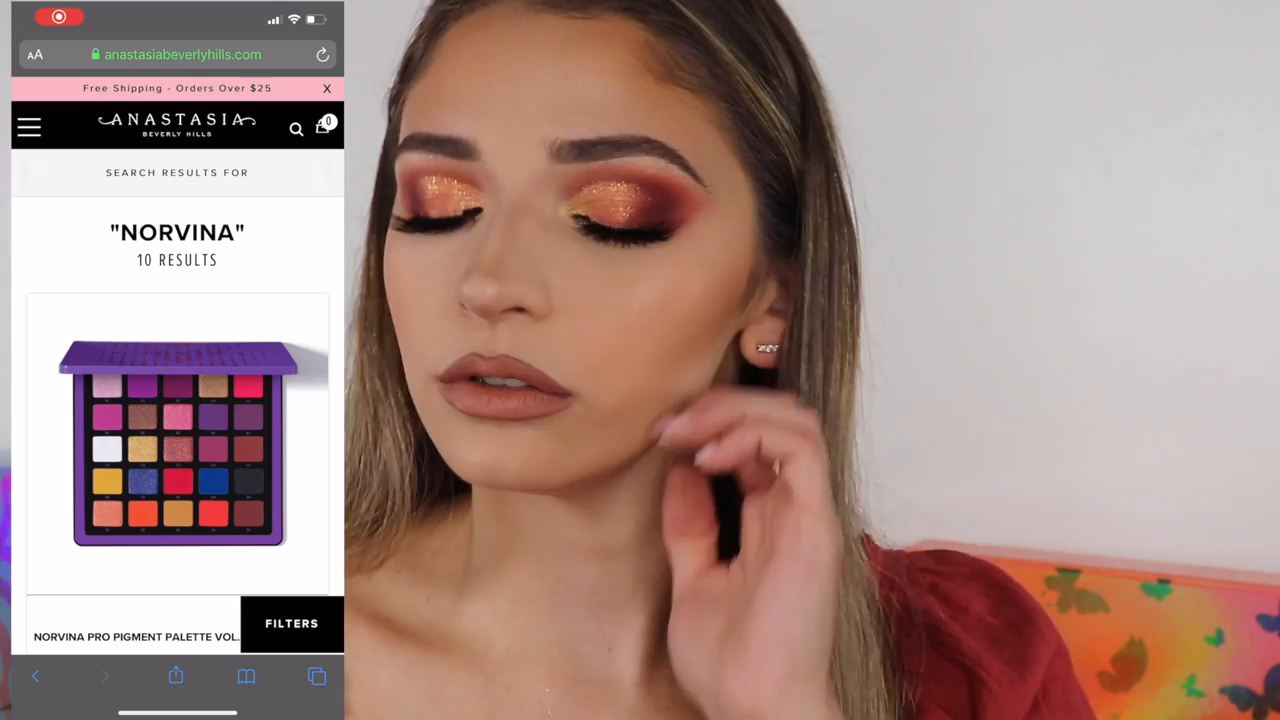 AA
anastasiabeverlyhills.com
Free Shipping - Orders Over $25
X
ANASTASIA
BEVERLY HILLS
0
SEARCH RESULTS FOR
"NORVINA"
10 RESULTS
NORVINA PRO PIGMENT PALETTE VOL.
FILTERS